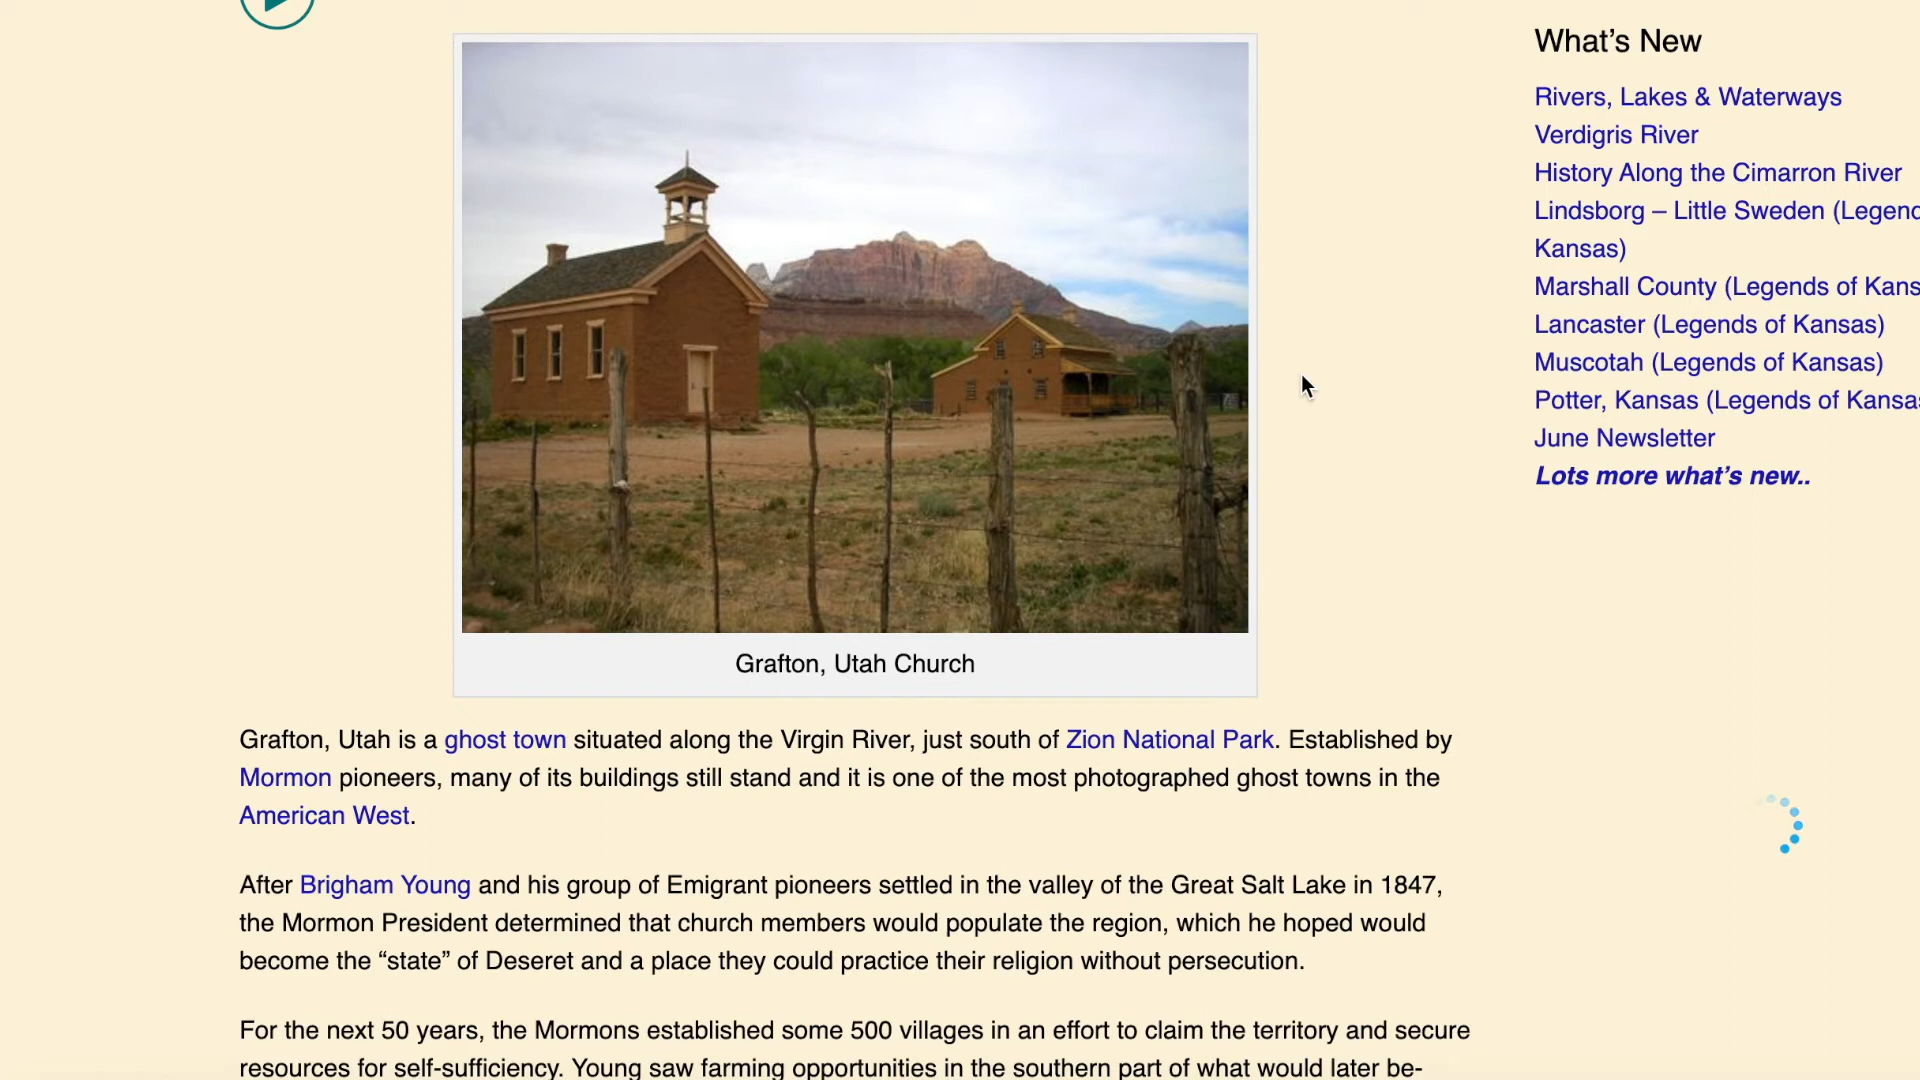 Grafton, Utah Church
Grafton, Utah is a ghost town situated along the Virgin River, just south of Zion National Park. Established by
Mormon pioneers, many of its buildings still stand and it is one of the most photographed ghost towns in the
American West.
After Brigham Young and his group of Emigrant pioneers settled in the valley of the Great Salt Lake in 1847,
the Mormon President determined that church members would populate the region, which he hoped would
become the “state” of Deseret and a place they could practice their religion without persecution.
For the next 50 years, the Mormons established some 500 villages in an effort to claim the territory and secure
resources for self-sufficiency. Young saw farming opportunities in the southern part of what would later be-
What’s New
Rivers, Lakes & Waterways
Verdigris River
History Along the Cimarron River
Lindsborg – Little Sweden (Legend
Kansas)
Marshall County (Legends of Kans
Lancaster (Legends of Kansas)
Muscotah (Legends of Kansas)
Potter, Kansas (Legends of Kansas
June Newsletter
Lots more what’s new..